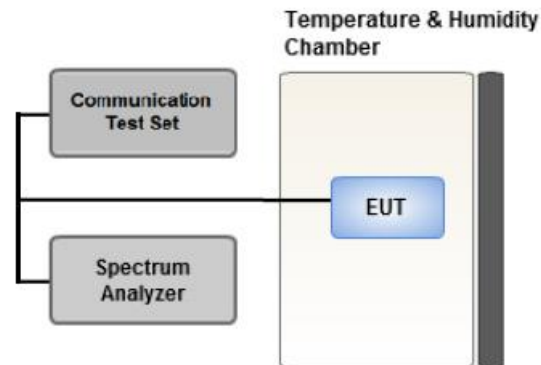 Temperature & Humidity
Chamber
Communication
Test Set
EUT
Spectrum
Analyzer